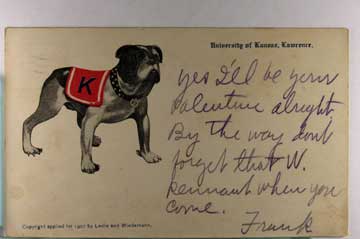 University of Kansas, Lawrence.
K
yes I'll be your
valentine alright.
By the way don't
forget that W.
pennant when you
come.
Frank
Copyright applied for 1907 by Leslie and Wiedemann.